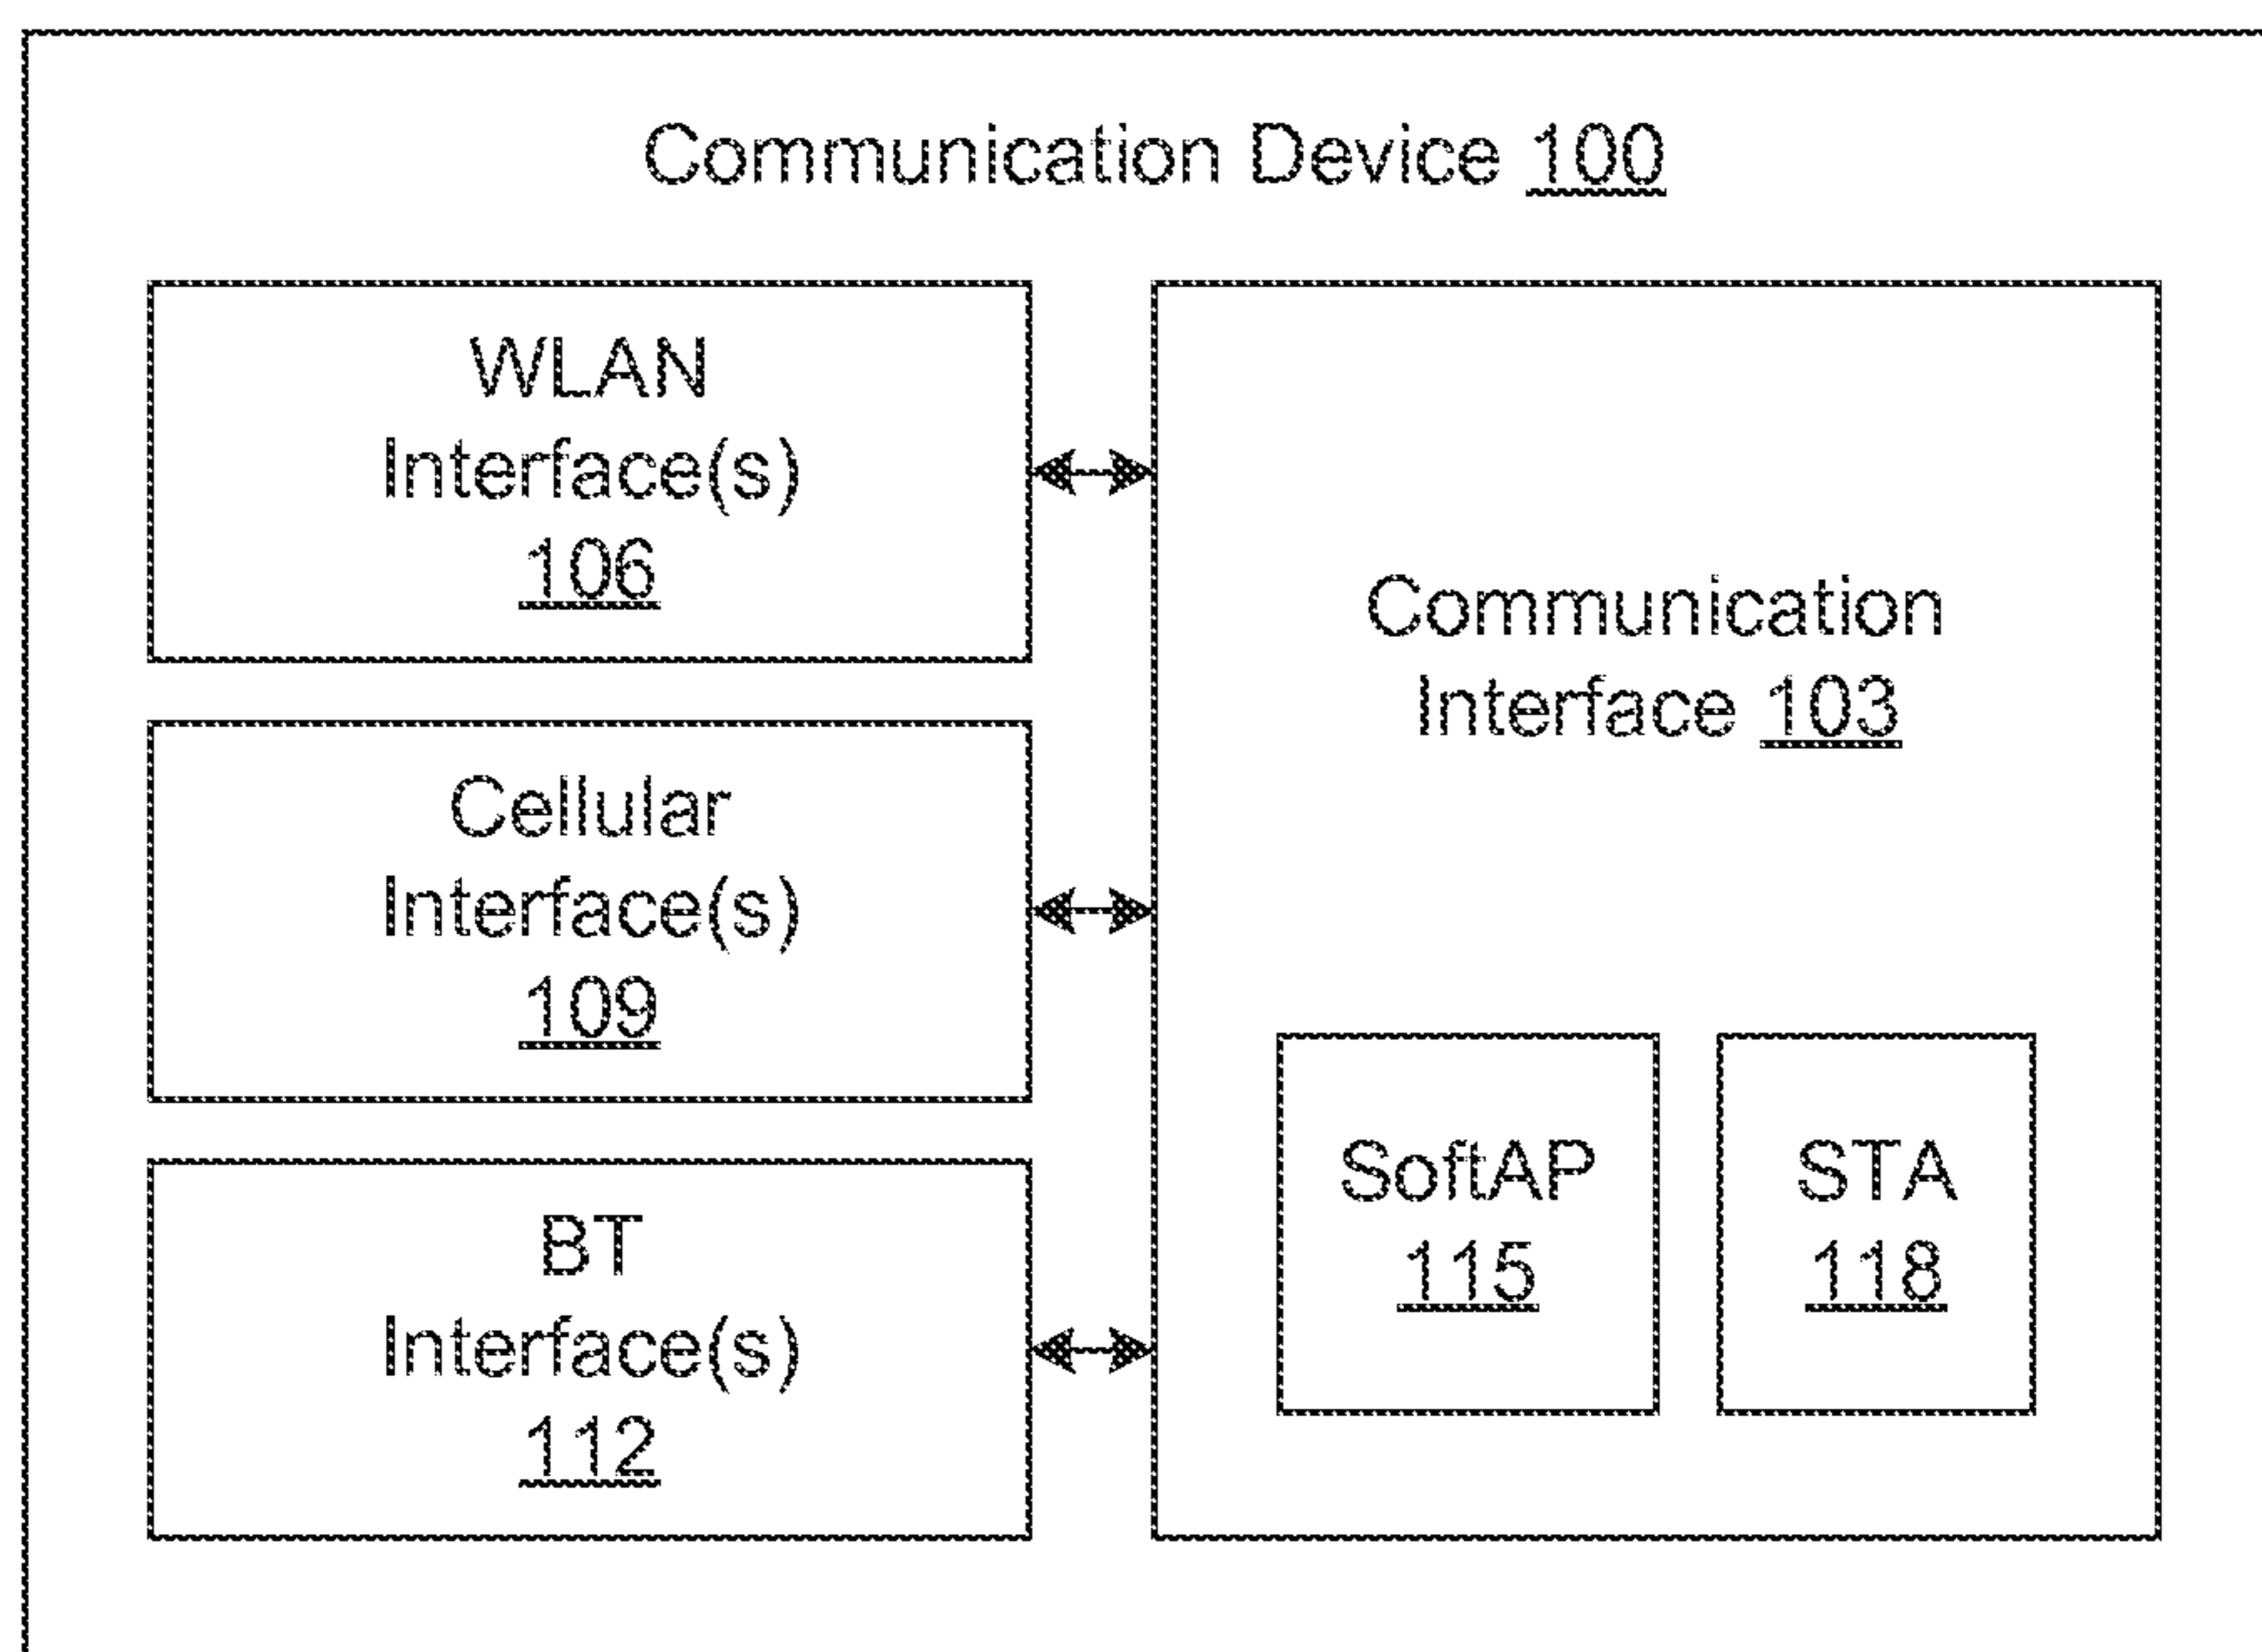 Communication Device 100
WLAN
Interface(s)
106
Communication
Interface 103
Cellular
Interface(s)
109
BT
Interface(s)
112
SoftAP
115
STA
118